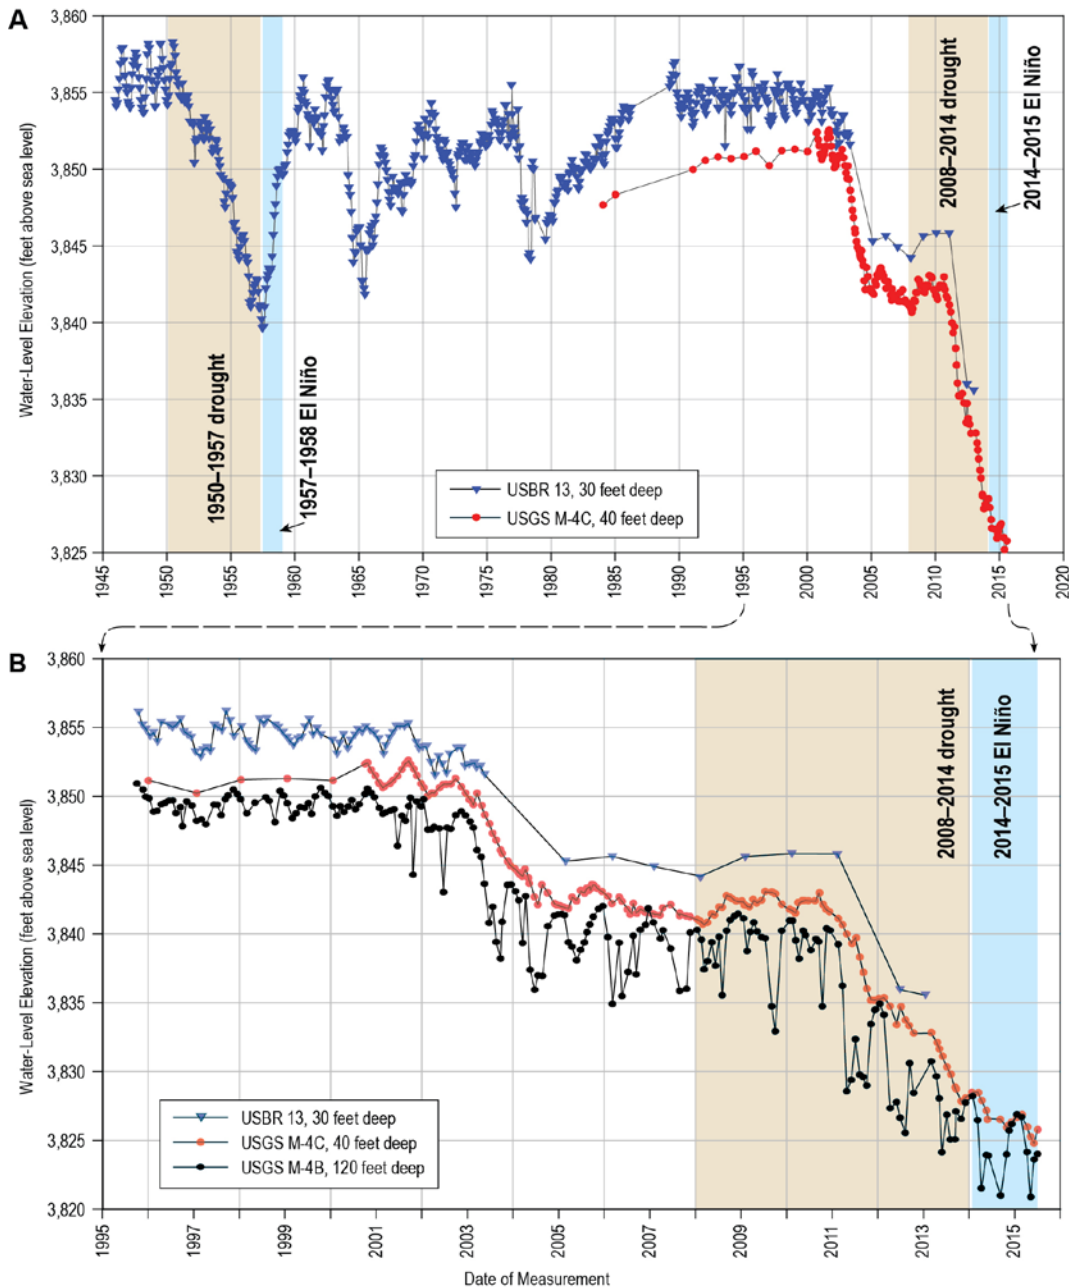 A
3,860
3,855
3,850
3,845
3,840
3,835
3,830
3,825
Water-Level Elevation (feet above sea level)
1950–1957 drought
1957–1958 El Niño
2008–2014 drought
2014–2015 El Niño
USBR 13, 30 feet deep
USGS M-4C, 40 feet deep
1945
1950
1955
1960
1965
1970
1975
1980
1985
1990
1995
2000
2005
2010
2015
2020
B
3,860
3,855
3,850
3,845
3,840
3,835
3,830
3,825
3,820
Water-Level Elevation (feet above sea level)
2008–2014 drought
2014–2015 El Niño
USBR 13, 30 feet deep
USGS M-4C, 40 feet deep
USGS M-4B, 120 feet deep
1995
1997
1999
2001
2003
2005
2007
2009
2011
2013
2015
Date of Measurement